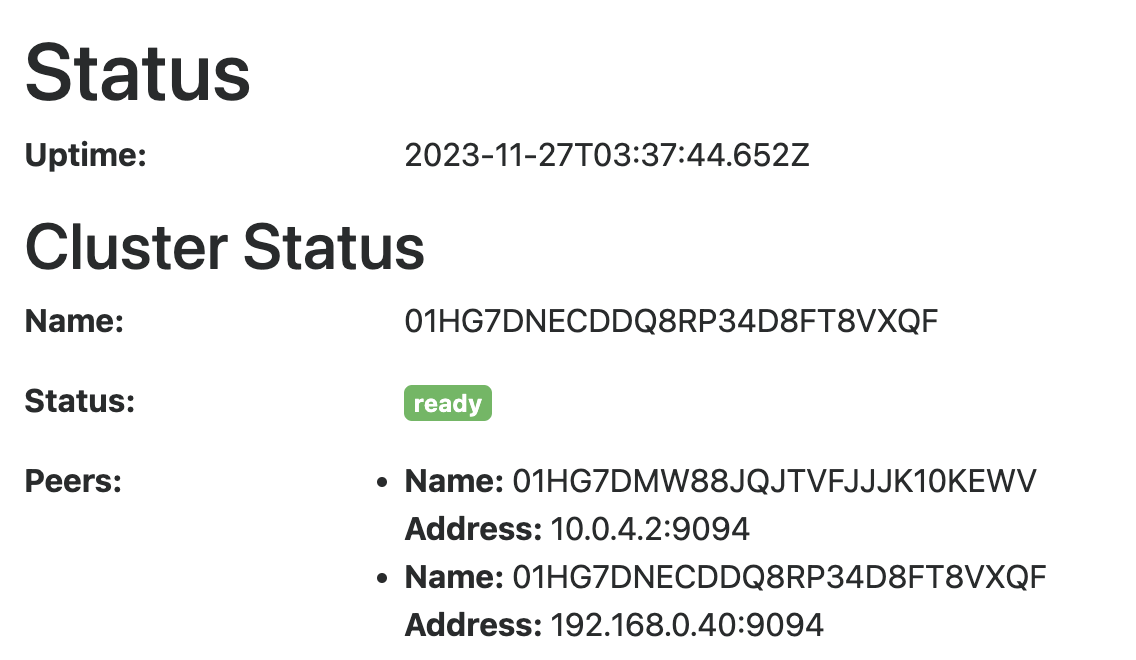 Status
Uptime: 2023-11-27T03:37:44.652Z
Cluster Status
Name: 01HG7DNECDDQ8RP34D8FT8VXQF
Status: ready
Peers: • Name: 01HG7DMW88JQJTVFJJJK10KEWV
Address: 10.0.4.2:9094
• Name: 01HG7DNECDDQ8RP34D8FT8VXQF
Address: 192.168.0.40:9094